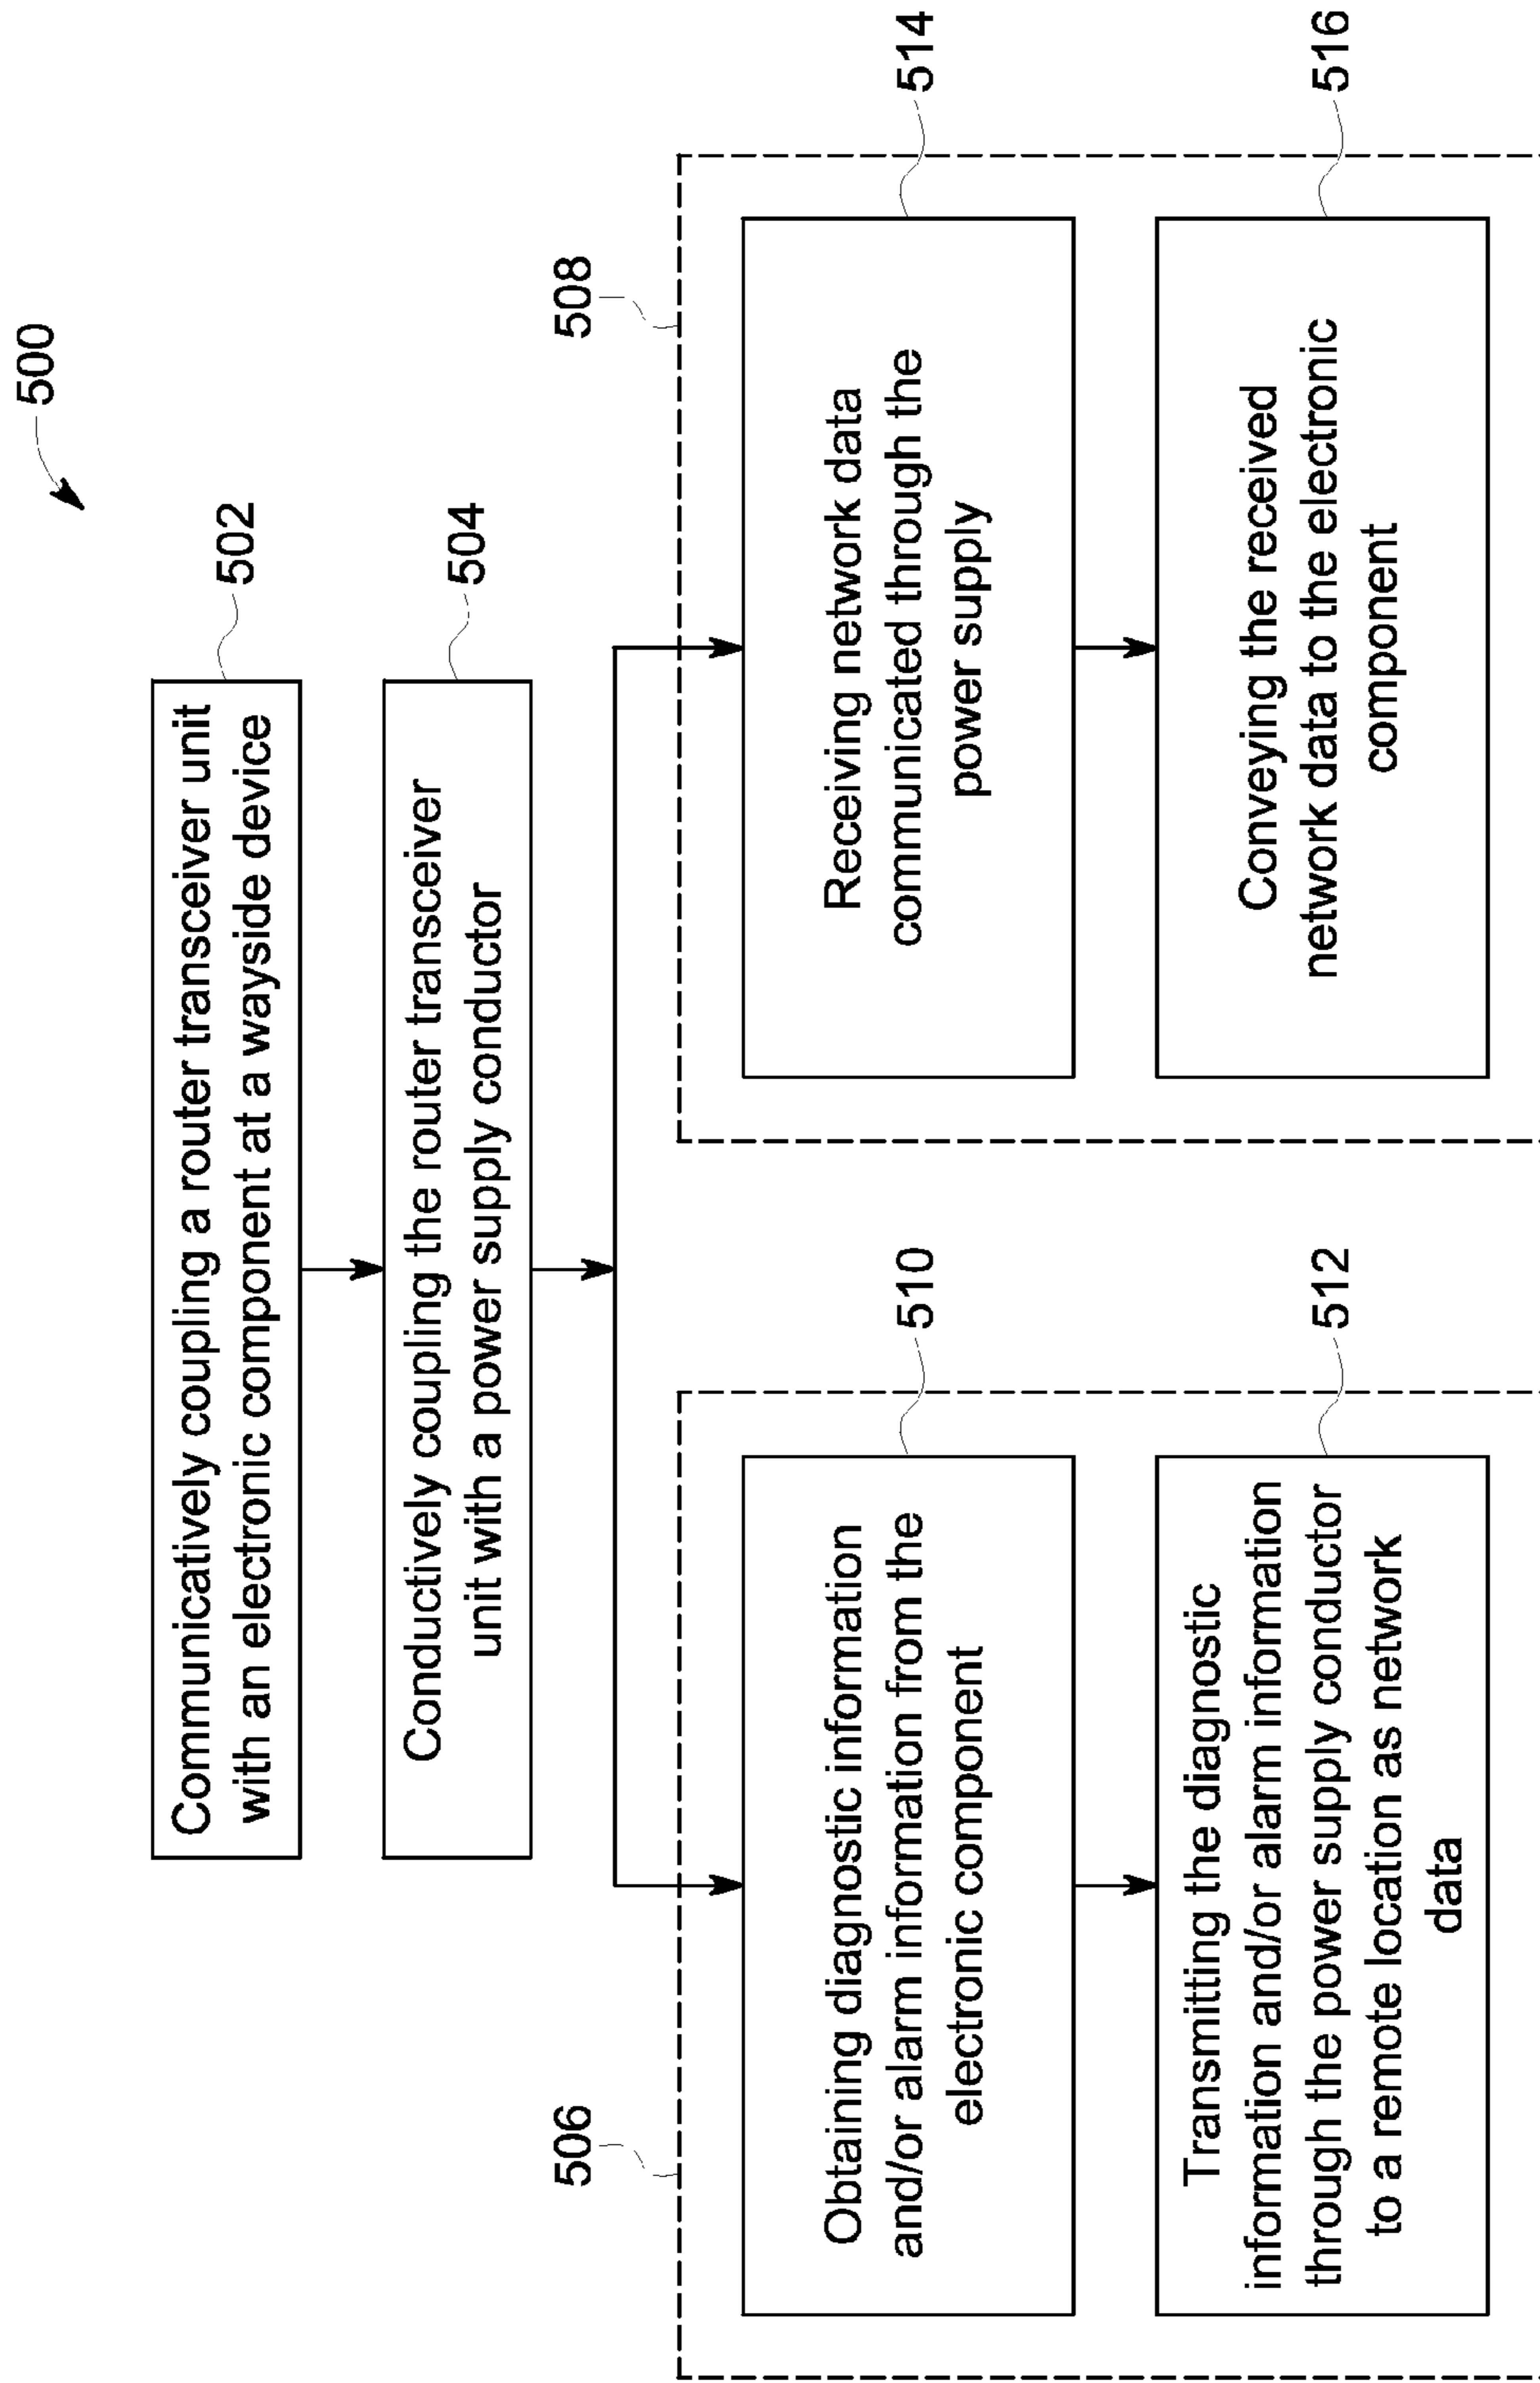 500
Communicatively coupling a router transceiver unit
with an electronic component at a wayside device
502
Conductively coupling the router transceiver
unit with a power supply conductor
504
506
Obtaining diagnostic information
and/or alarm information from the
electronic component
510
Transmitting the diagnostic
information and/or alarm information
through the power supply conductor
to a remote location as network
data
512
508
Receiving network data
communicated through the
power supply
514
Conveying the received
network data to the electronic
component
516